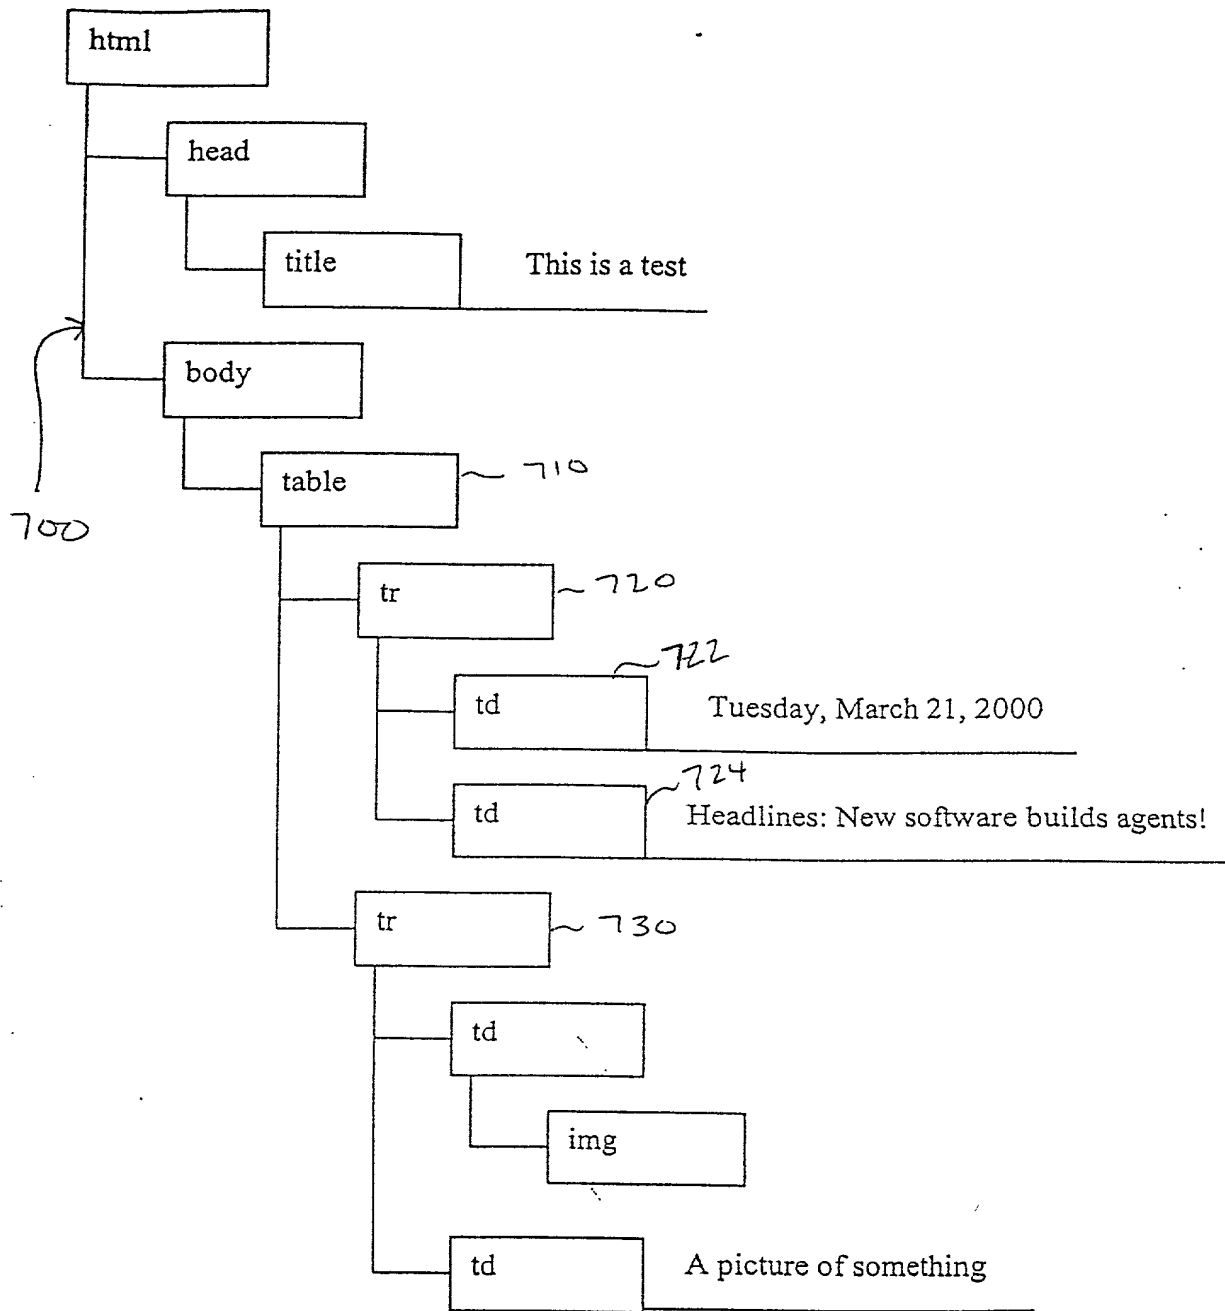 html
head
title This is a test
body
table 710
700
tr 720
722
td Tuesday, March 21, 2000
724
td Headlines: New software builds agents!
tr 730
td
img
td A picture of something